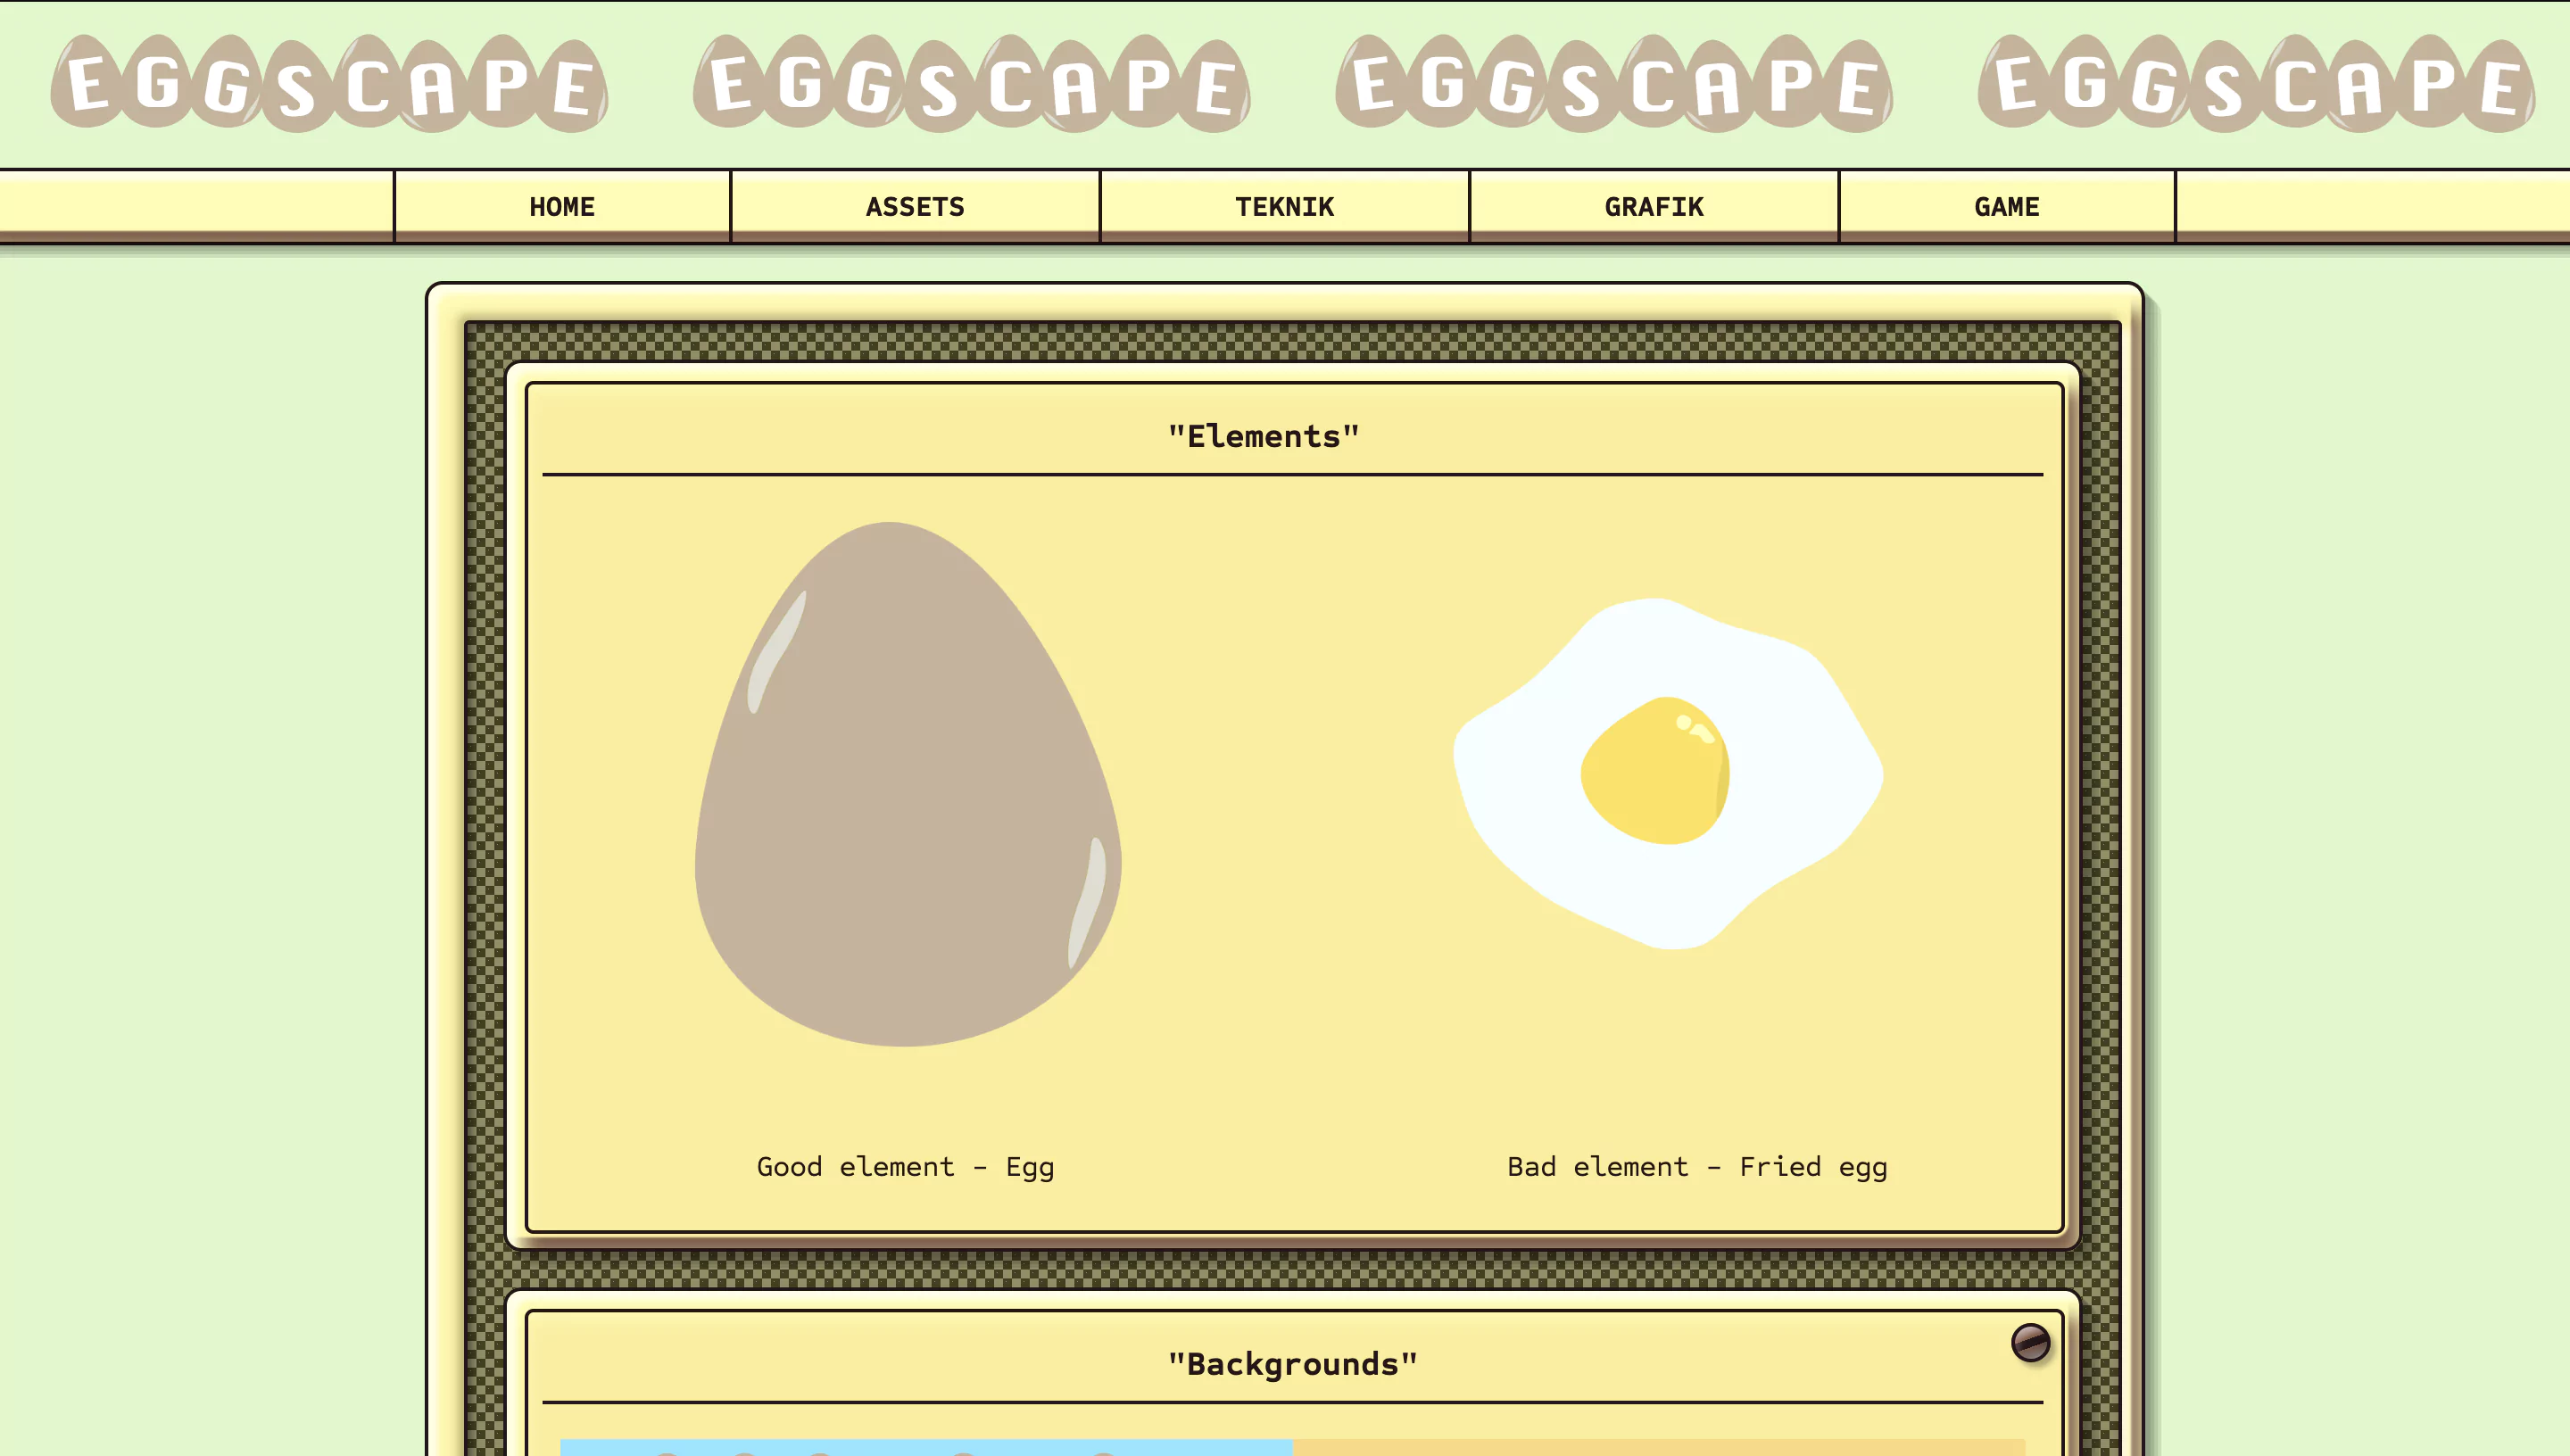 EGGSCAPE EGGSCAPE EGGSCAPE EGGSCAPE
HOME ASSETS TEKNIK GRAFIK GAME
"Elements"
Good element – Egg Bad element – Fried egg
"Backgrounds"